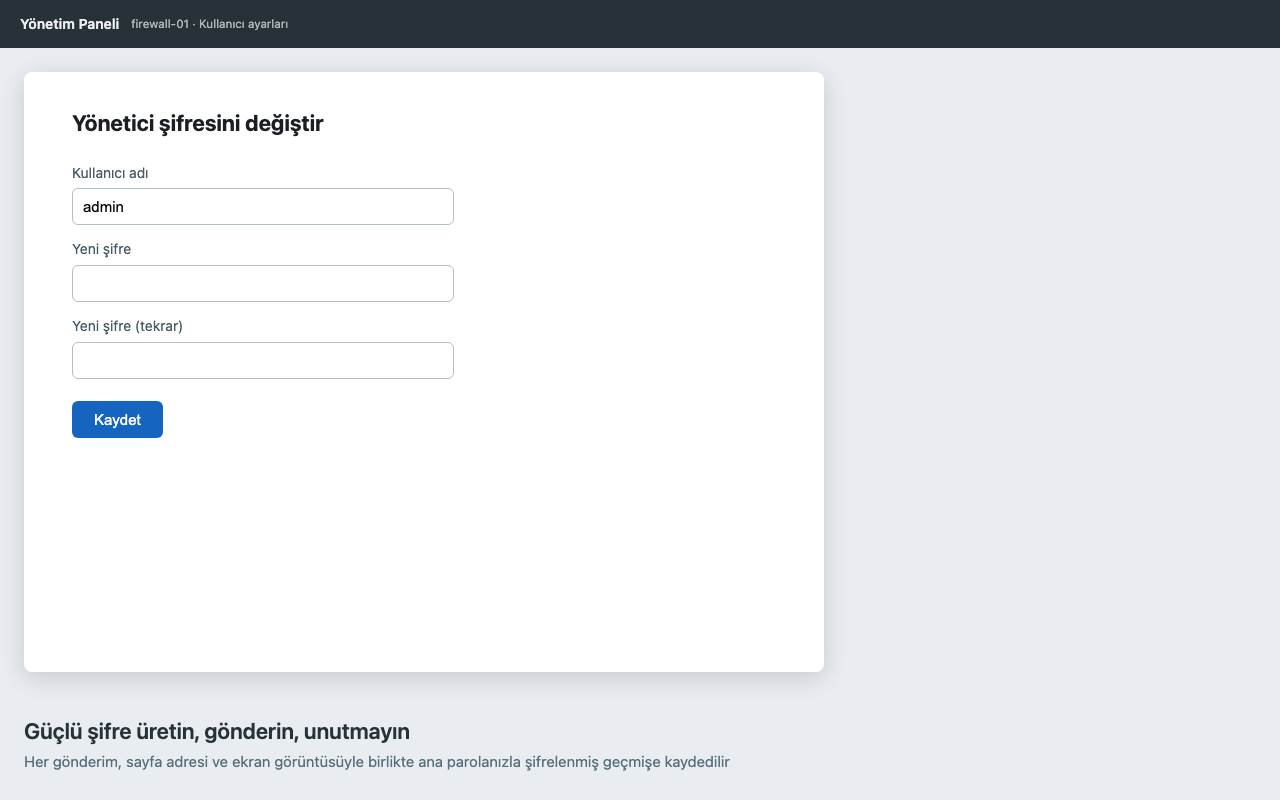 Yönetim Paneli firewall-01 · Kullanıcı ayarları
Yönetici şifresini değiştir
Kullanıcı adı
admin
Yeni şifre
Yeni şifre (tekrar)
Kaydet
Güçlü şifre üretin, gönderin, unutmayın
Her gönderim, sayfa adresi ve ekran görüntüsüyle birlikte ana parolanızla şifrelenmiş geçmişe kaydedilir